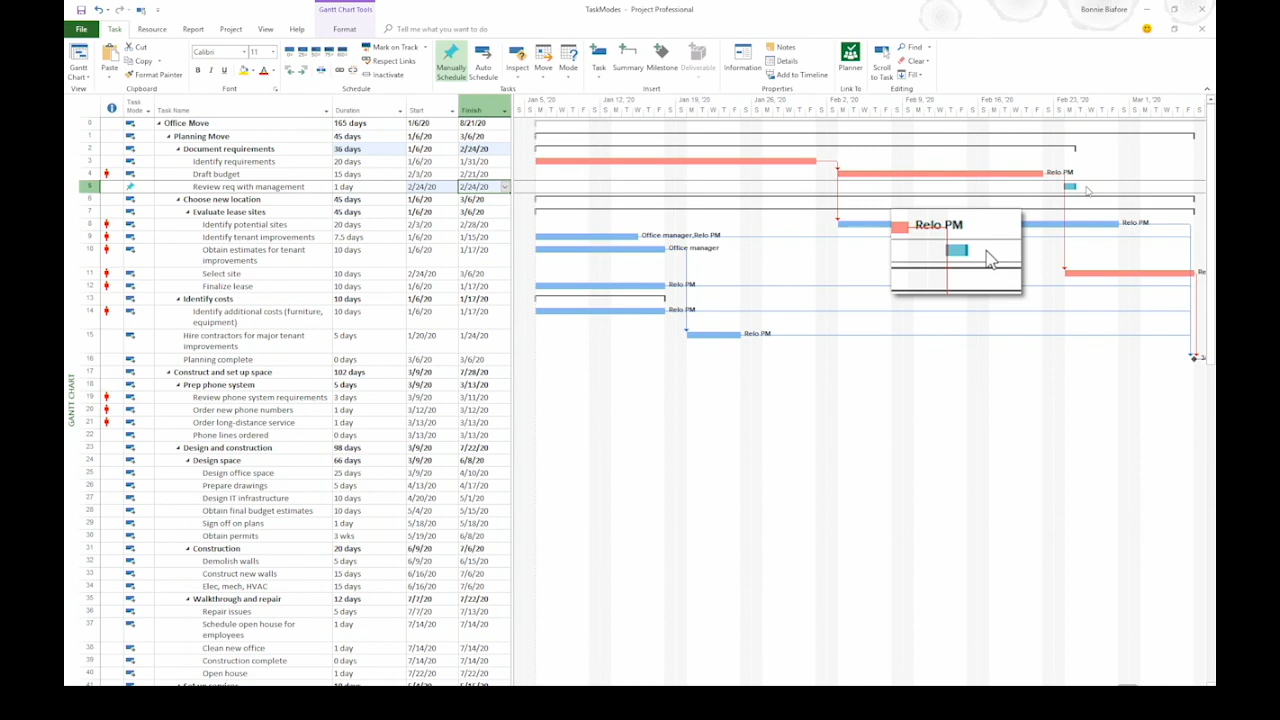 Gantt Chart Tools
TaskModes - Project Professional
Bonnie Biafore
File Task Resource Report Project View Help Format Tell me what you want to do
Gantt Chart
View
Paste
Cut
Copy
Format Painter
Clipboard
Calibri 11
B I U A
Font
Mark on Track
Respect Links
Inactivate
Schedule
Manually Schedule
Auto Schedule
Inspect Move Mode
Tasks
Task Summary Milestone Deliverable
Insert
Information
Notes
Details
Add to Timeline
Properties
Planner
Link To
Scroll to Task
Find
Clear
Fill
Editing
Task Mode Task Name Duration Start Finish
Jan 5, '20 Jan 12, '20 Jan 19, '20 Jan 26, '20 Feb 2, '20 Feb 9, '20 Feb 16, '20 Feb 23, '20 Mar 1, '20
S S M T W T F S S M T W T F S S M T W T F S S M T W T F S S M T W T F S S M T W T F S S M T W T F S S M T W T F S S M T W T F S
0 Office Move 165 days 1/6/20 8/21/20
1 Planning Move 45 days 1/6/20 3/6/20
2 Document requirements 36 days 1/6/20 2/24/20
3 Identify requirements 20 days 1/6/20 1/31/20
4 Draft budget 15 days 2/3/20 2/21/20 Relo PM
5 Review req with management 1 day 2/24/20 2/24/20
6 Choose new location 45 days 1/6/20 3/6/20
7 Evaluate lease sites 45 days 1/6/20 3/6/20
8 Identify potential sites 20 days 2/3/20 2/28/20 Relo PM
9 Identify tenant improvements 7.5 days 1/6/20 1/15/20 Office manager,Relo PM
10 Obtain estimates for tenant improvements 10 days 1/6/20 1/17/20 Office manager
11 Select site 10 days 2/24/20 3/6/20 Re
12 Finalize lease 10 days 1/6/20 1/17/20 Relo PM
13 Identify costs 10 days 1/6/20 1/17/20
14 Identify additional costs (furniture, equipment) 10 days 1/6/20 1/17/20 Relo PM
15 Hire contractors for major tenant improvements 5 days 1/20/20 1/24/20 Relo PM
16 Planning complete 0 days 3/6/20 3/6/20
17 Construct and set up space 102 days 3/9/20 7/28/20
18 Prep phone system 5 days 3/9/20 3/13/20
19 Review phone system requirements 3 days 3/9/20 3/11/20
20 Order new phone numbers 1 day 3/12/20 3/12/20
21 Order long-distance service 1 day 3/13/20 3/13/20
22 Phone lines ordered 0 days 3/13/20 3/13/20
23 Design and construction 98 days 3/9/20 7/22/20
24 Design space 66 days 3/9/20 6/8/20
25 Design office space 25 days 3/9/20 4/10/20
26 Prepare drawings 5 days 4/13/20 4/17/20
27 Design IT infrastructure 10 days 4/20/20 5/1/20
28 Obtain final budget estimates 10 days 5/4/20 5/15/20
29 Sign off on plans 1 day 5/18/20 5/18/20
30 Obtain permits 3 wks 5/19/20 6/8/20
31 Construction 20 days 6/9/20 7/6/20
32 Demolish walls 5 days 6/9/20 6/15/20
33 Construct new walls 15 days 6/16/20 7/6/20
34 Elec, mech, HVAC 15 days 6/16/20 7/6/20
35 Walkthrough and repair 12 days 7/7/20 7/22/20
36 Repair issues 5 days 7/7/20 7/13/20
37 Schedule open house for employees 1 day 7/14/20 7/14/20
38 Clean new office 1 day 7/14/20 7/14/20
39 Construction complete 0 days 7/14/20 7/14/20
40 Open house 1 day 7/22/20 7/22/20
Relo PM
GANTT CHART